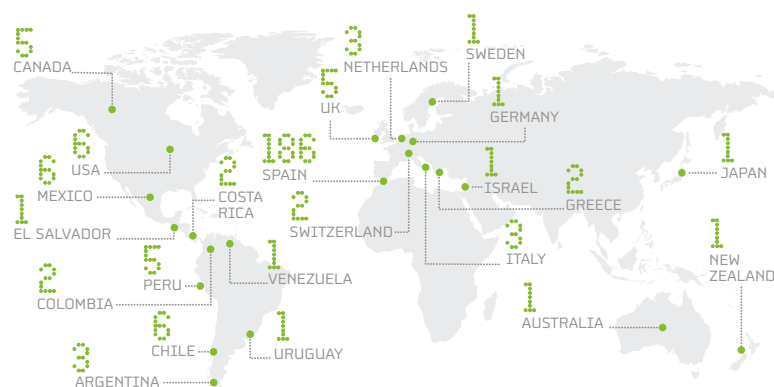 5
CANADA
6
USA
6
MEXICO
1
EL SALVADOR
2
COSTA
RICA
2
COLOMBIA
5
PERU
1
VENEZUELA
6
CHILE
1
URUGUAY
3
ARGENTINA
3
NETHERLANDS
1
SWEDEN
5
UK
1
GERMANY
186
SPAIN
2
SWITZERLAND
1
ISRAEL
2
GREECE
3
ITALY
1
JAPAN
1
AUSTRALIA
1
NEW
ZEALAND